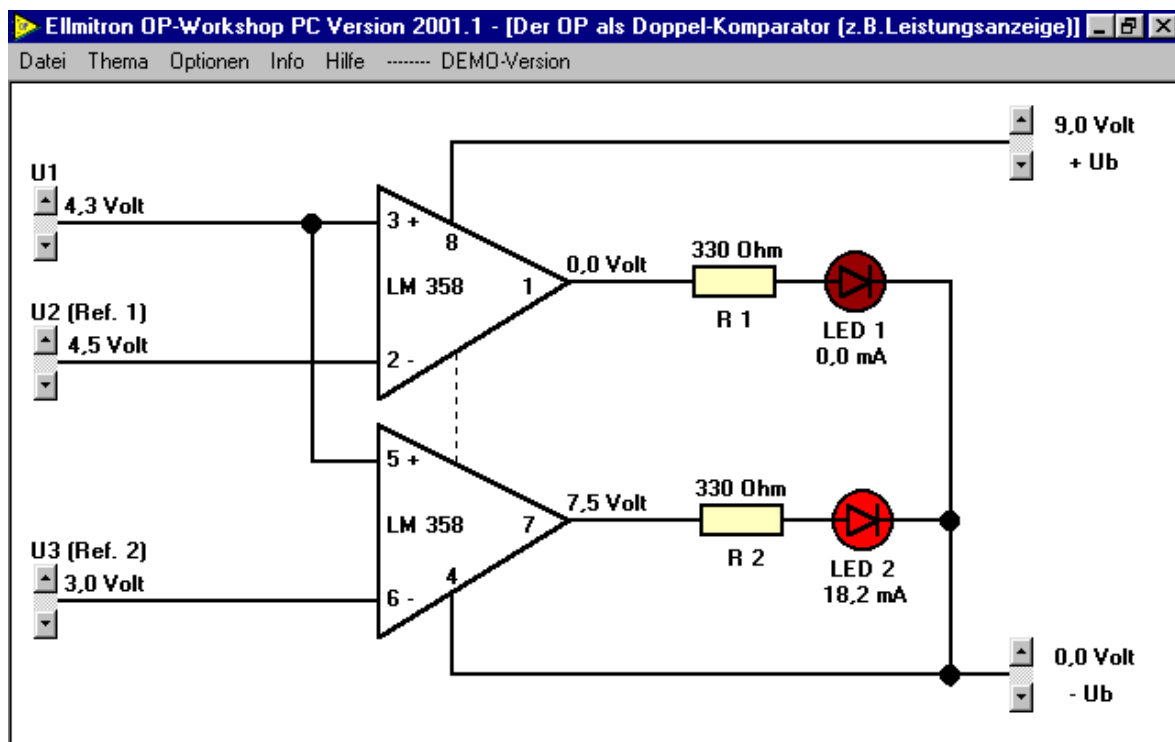 Ellmitron OP-Workshop PC Version 2001.1 - [Der OP als Doppel-Komparator (z.B.Leistungsanzeige)]
Datei Thema Optionen Info Hilfe -------- DEMO-Version
9,0 Volt
+ Ub
U1
4,3 Volt
3 +
8
330 Ohm
0,0 Volt
LM 358
1
R 1
U2 (Ref. 1)
LED 1
4,5 Volt
2 -
0,0 mA
5 +
330 Ohm
7,5 Volt
LM 358
7
U3 (Ref. 2)
R 2
LED 2
3,0 Volt
4
6 -
18,2 mA
0,0 Volt
- Ub